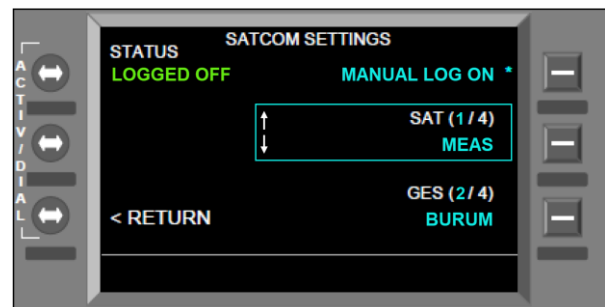 SATCOM SETTINGS
STATUS
LOGGED OFF
MANUAL LOG ON *
SAT (1/4)
MEAS
GES (2/4)
< RETURN
BURUM
ACTIV/DIAL